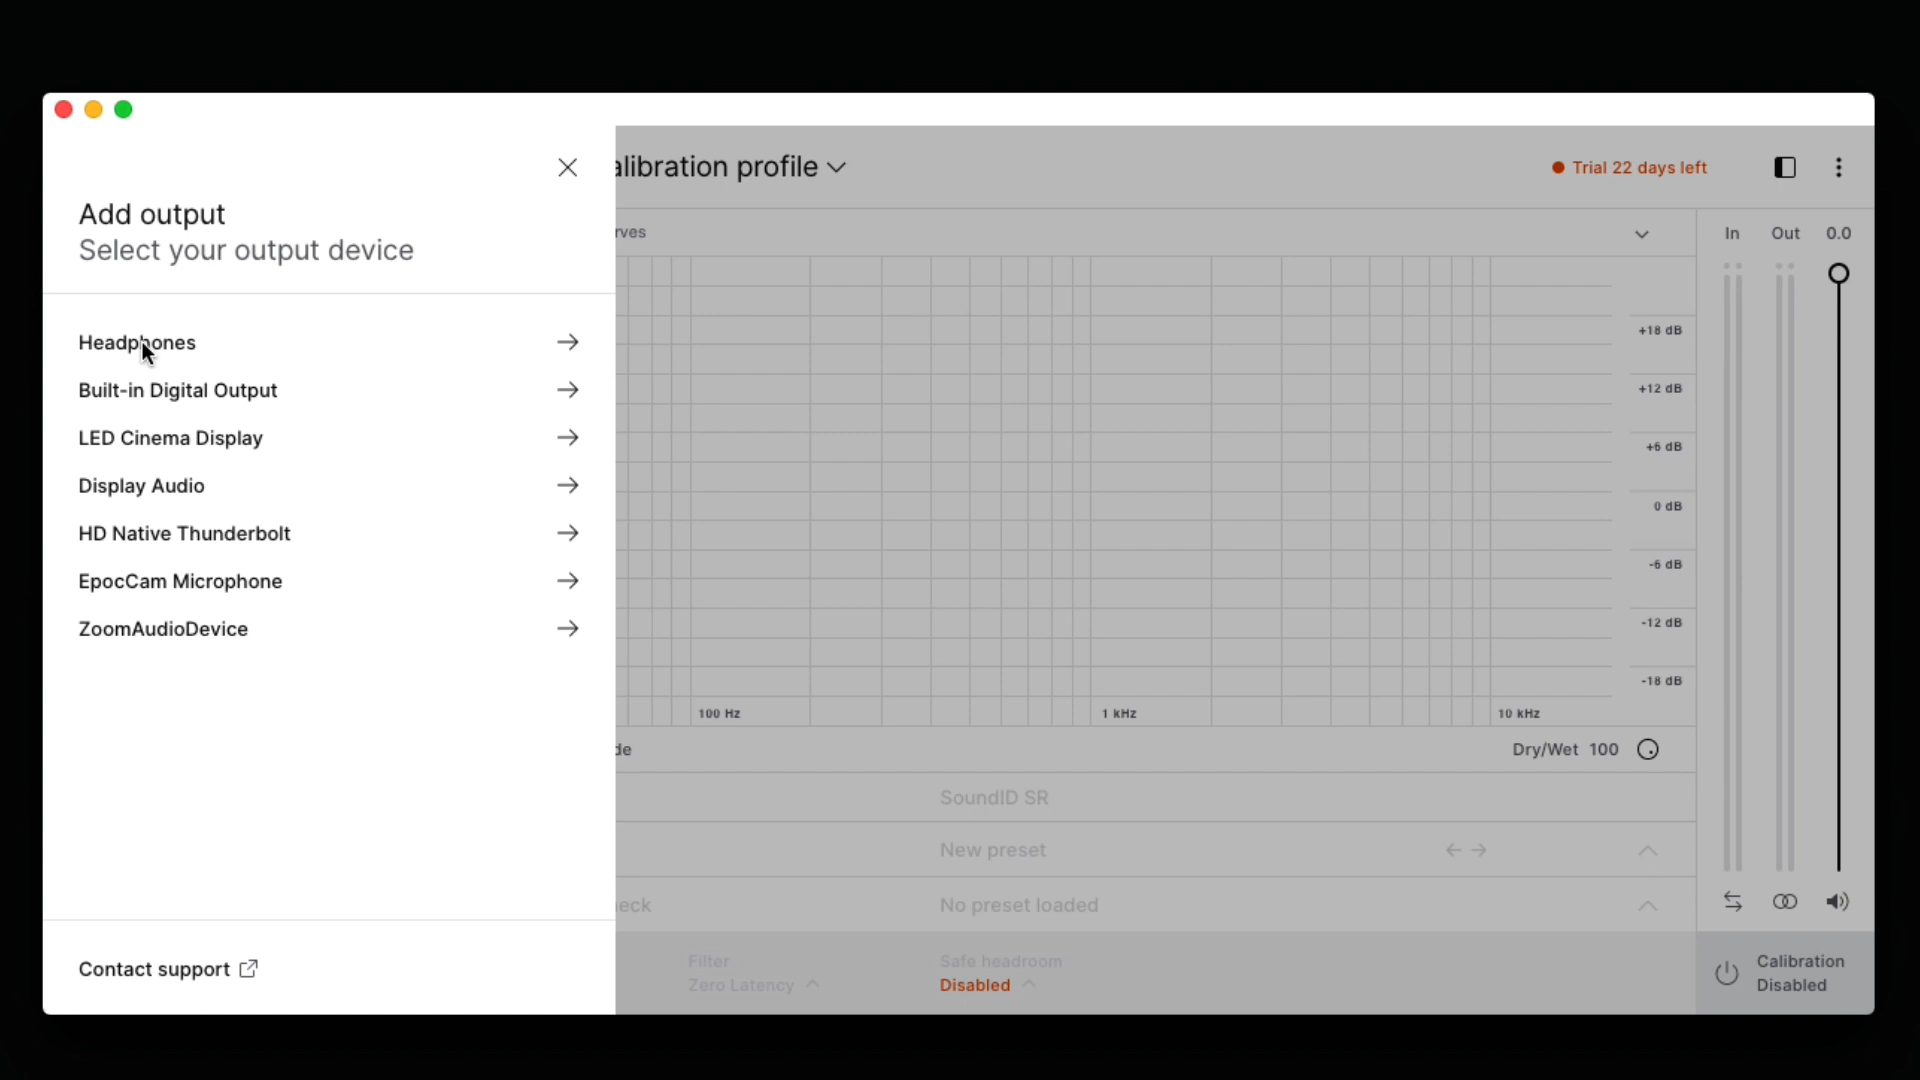 alibration profile
Trial 22 days left
Add output
Select your output device
rves
In Out 0.0
Headphones
Built-in Digital Output
LED Cinema Display
Display Audio
HD Native Thunderbolt
EpocCam Microphone
ZoomAudioDevice
+18 dB
+12 dB
+6 dB
0 dB
-6 dB
-12 dB
-18 dB
100 Hz 1 kHz 10 kHz
de
Dry/Wet 100
SoundID SR
New preset
eck
No preset loaded
Contact support
Filter
Zero Latency
Safe headroom
Disabled
Calibration
Disabled